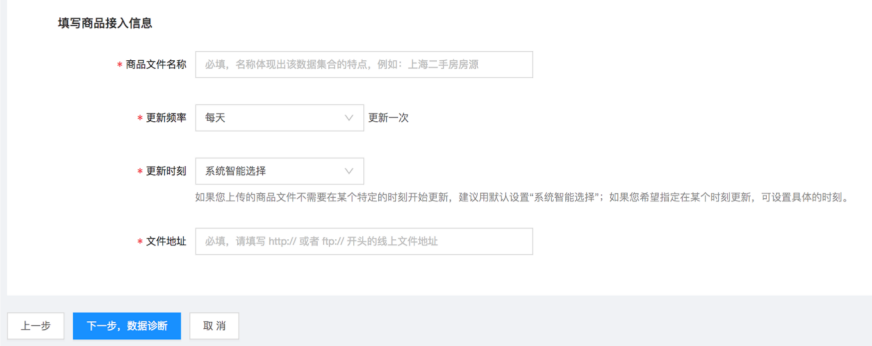 填写商品接入信息
* 商品文件名称 必填，名称体现出该数据集合的特点，例如：上海二手房房源
* 更新频率 每天 更新一次
* 更新时刻 系统智能选择
如果您上传的商品文件不需要在某个特定的时刻开始更新，建议用默认设置“系统智能选择”；如果您希望指定在某个时刻更新，可设置具体的时刻。
* 文件地址 必填，请填写 http:// 或者 ftp:// 开头的线上文件地址
上一步 下一步，数据诊断 取 消